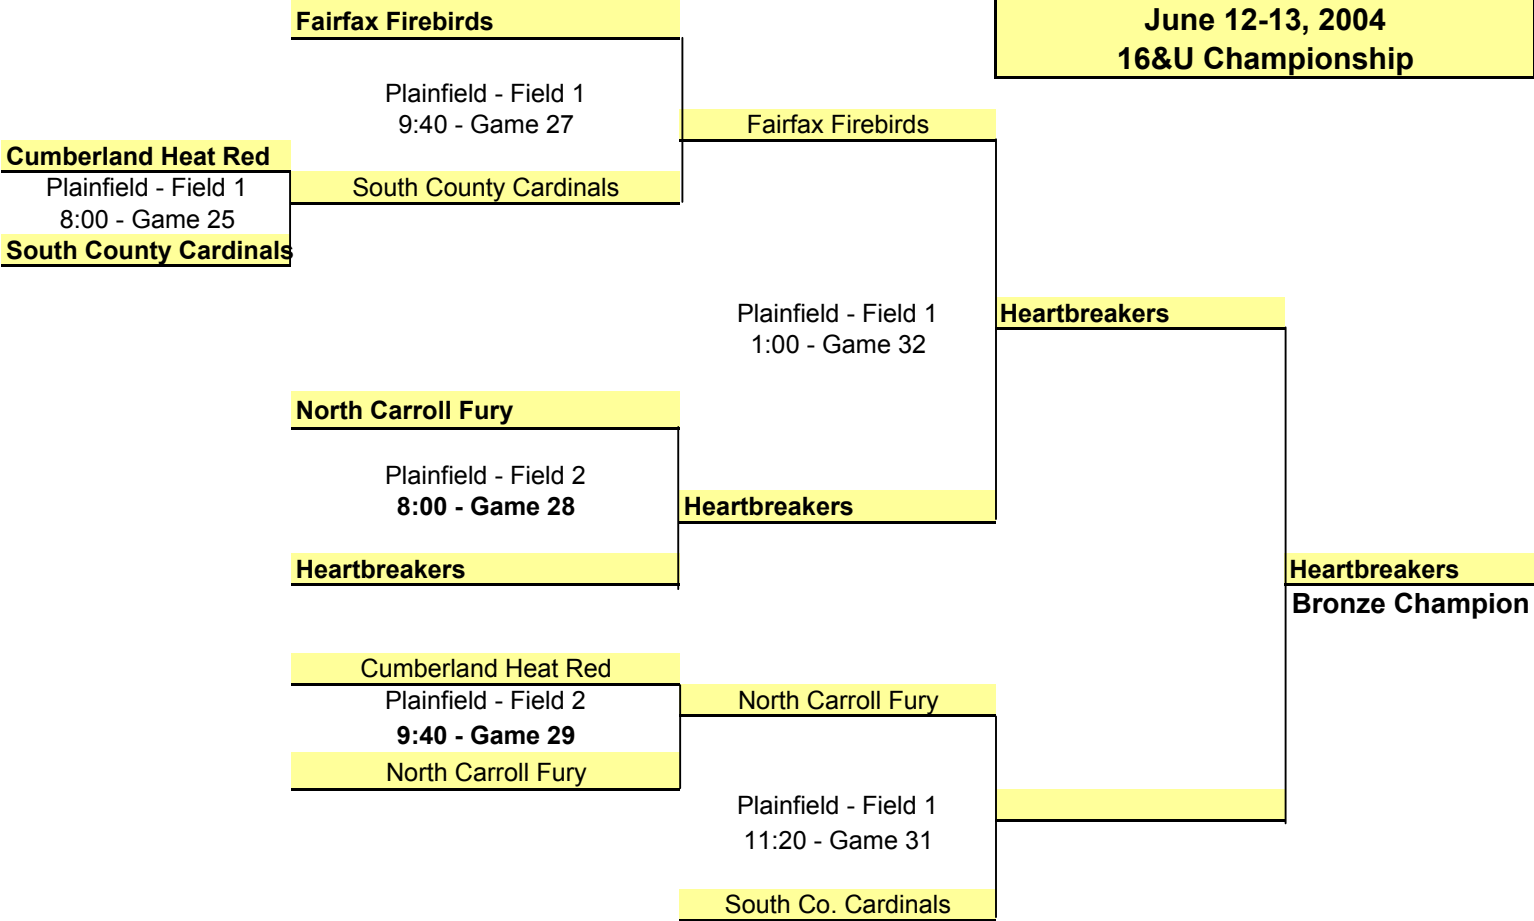 Fairfax Firebirds
June 12-13, 2004
16&U Championship
Plainfield - Field 1
9:40 - Game 27
Fairfax Firebirds
Cumberland Heat Red
Plainfield - Field 1
South County Cardinals
8:00 - Game 25
South County Cardinals
Plainfield - Field 1
Heartbreakers
1:00 - Game 32
North Carroll Fury
Plainfield - Field 2
8:00 - Game 28
Heartbreakers
Heartbreakers
Heartbreakers
Bronze Champion
Cumberland Heat Red
Plainfield - Field 2
North Carroll Fury
9:40 - Game 29
North Carroll Fury
Plainfield - Field 1
11:20 - Game 31
South Co. Cardinals